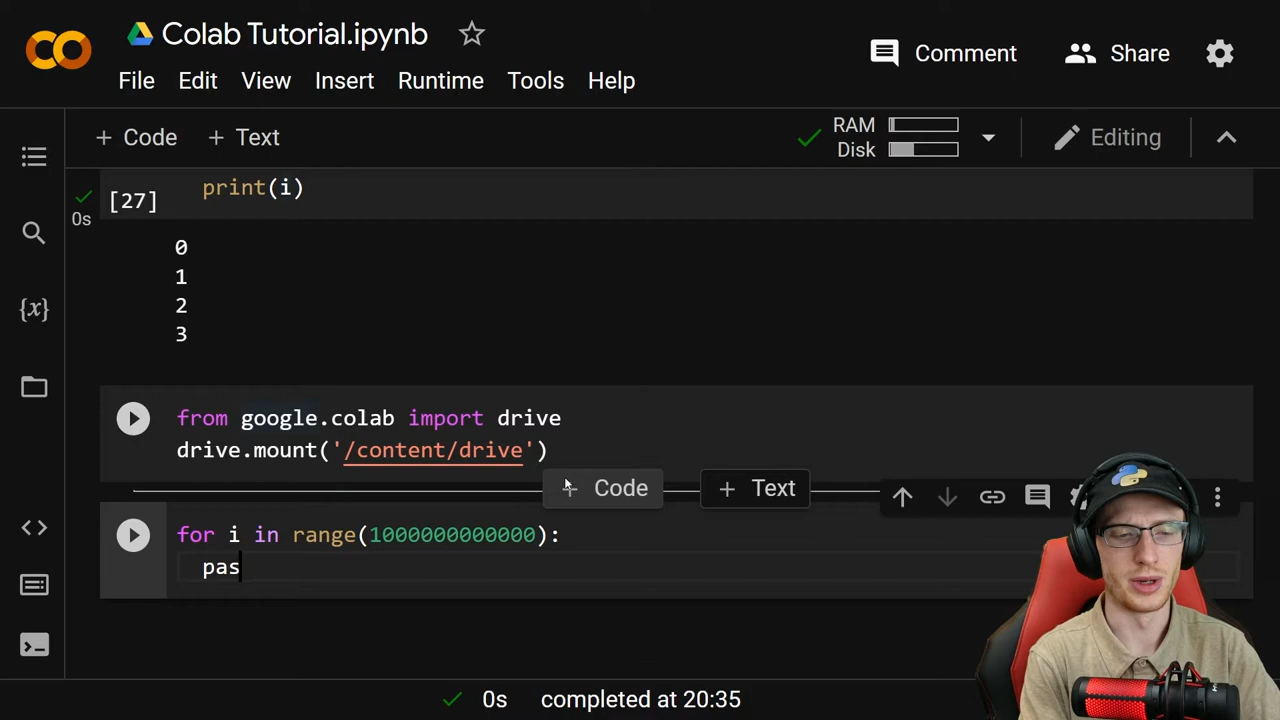 Colab Tutorial.ipynb
Comment
Share
File Edit View Insert Runtime Tools Help
+ Code + Text
RAM
Disk
Editing
print(i)
[27]
0s
0
1
2
3
{x}
from google.colab import drive
drive.mount('/content/drive')
+ Code + Text
for i in range(1000000000000):
pas
0s completed at 20:35